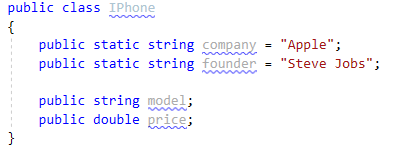 public class IPhone
{
public static string company = "Apple";
public static string founder = "Steve Jobs";
public string model;
public double price;
}